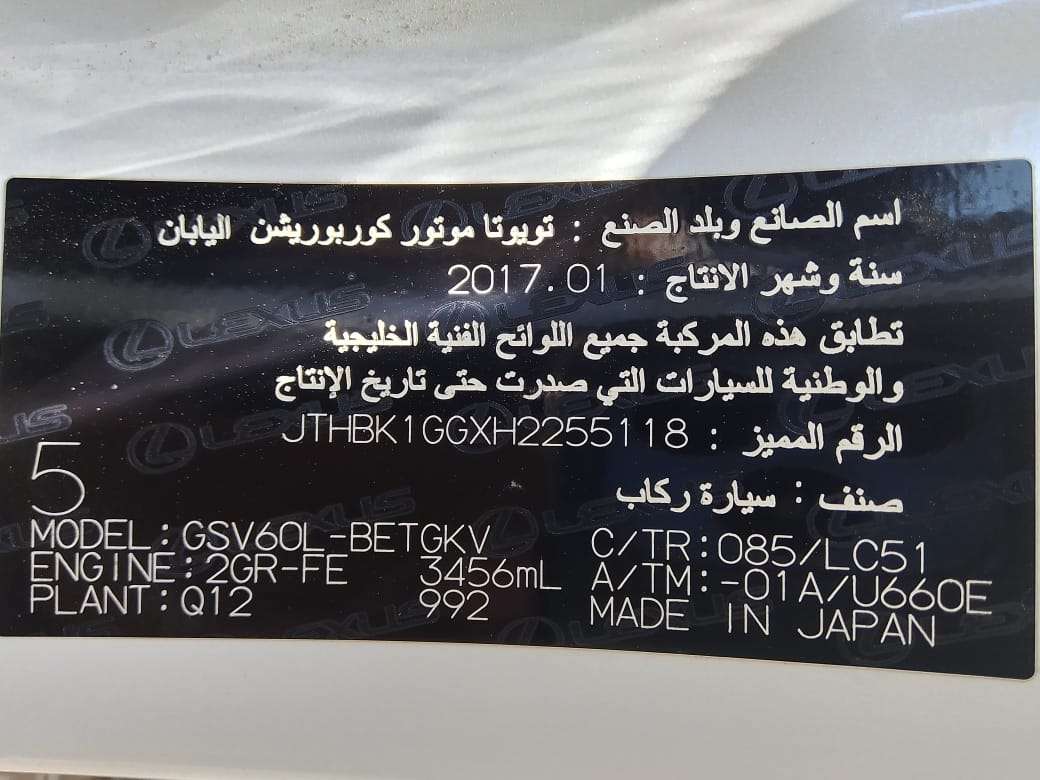 اسم الصانع وبلد الصنع : تويوتا موتور كوربوريشن اليابان
سنة وشهر الانتاج : 2017.01
تطابق هذه المركبة جميع اللوائح الفنية الخليجية
والوطنية للسيارات التي صدرت حتى تاريخ الإنتاج
الرقم المميز : JTHBK1GGXH2255118
صنف : سيارة ركاب
5
MODEL:GSV60L-BETGKV C/TR:085/LC51
ENGINE:2GR-FE 3456mL A/TM:-01A/U660E
PLANT:Q12 992 MADE IN JAPAN